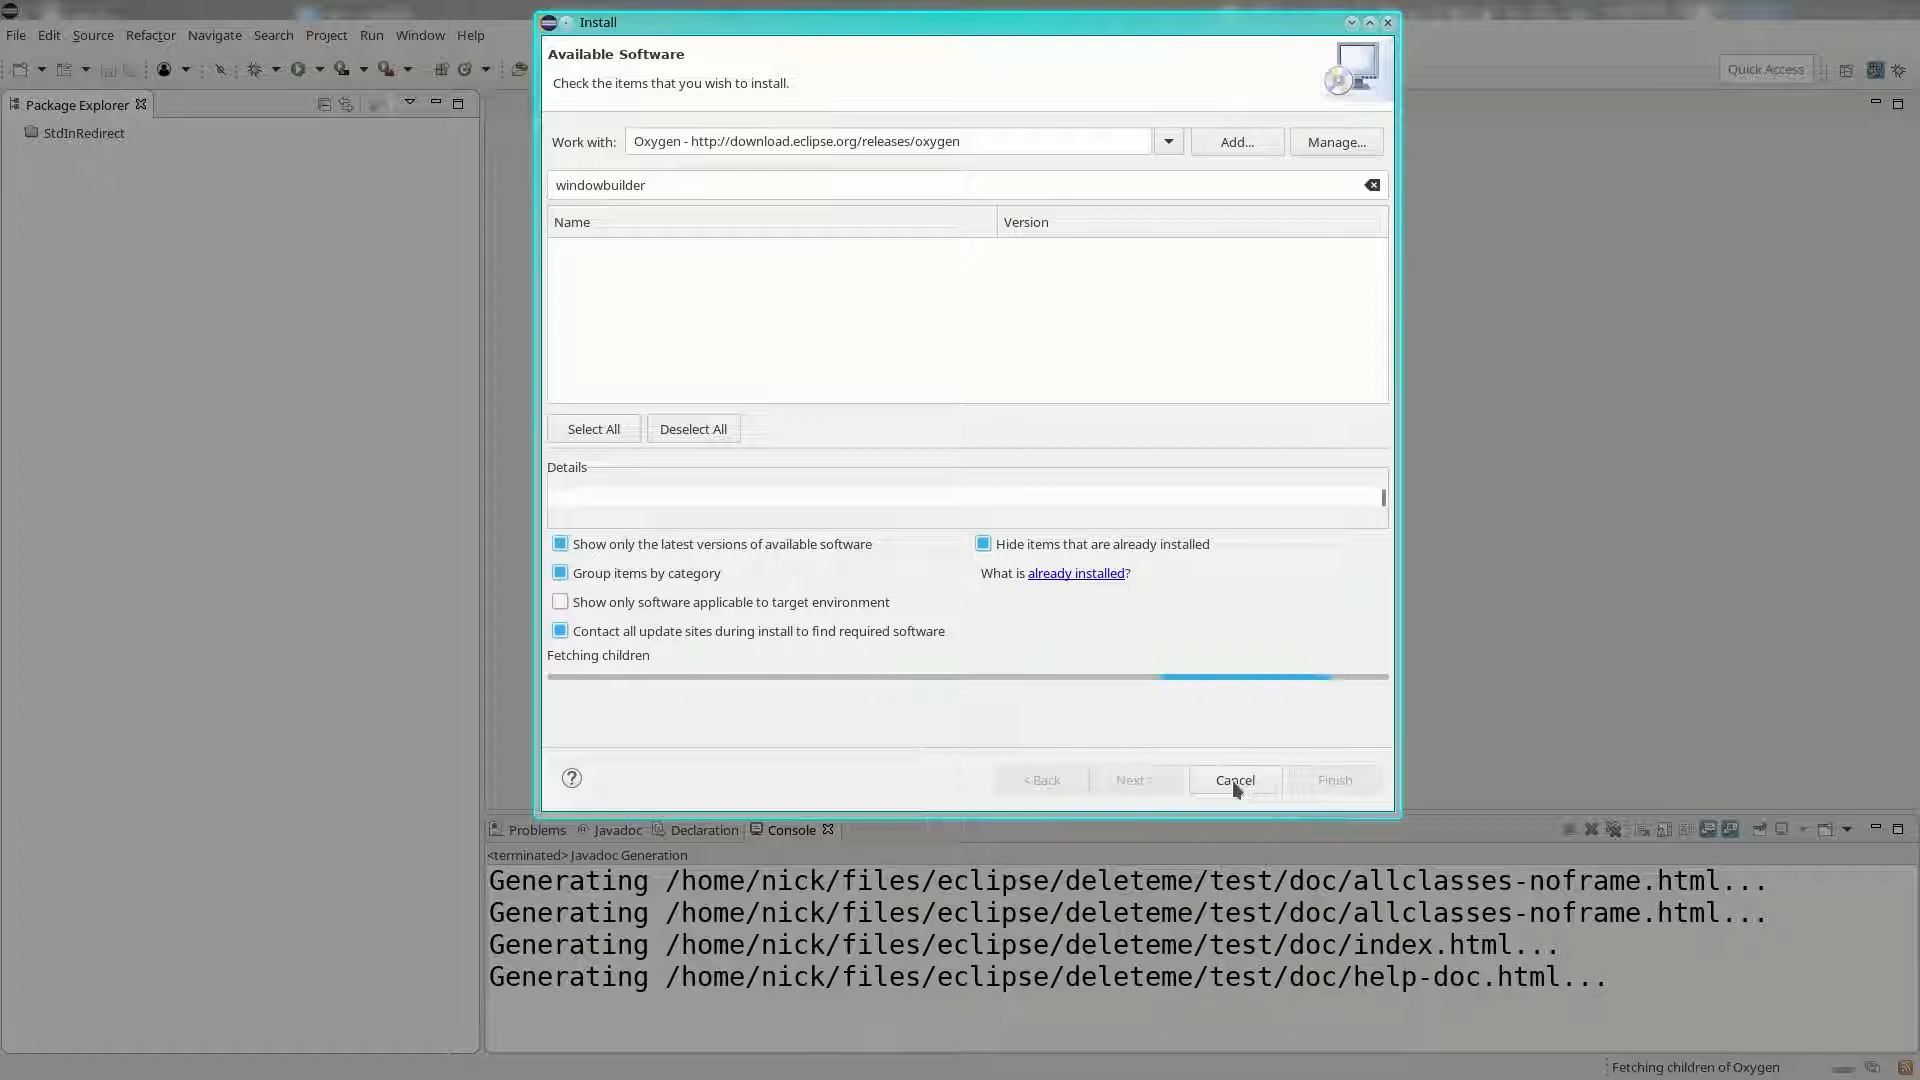 Install
File Edit Source Refactor Navigate Search Project Run Window Help
Quick Access
Package Explorer
StdInRedirect
Available Software
Check the items that you wish to install.
Work with: Oxygen - http://download.eclipse.org/releases/oxygen Add... Manage...
windowbuilder
Name Version
Select All Deselect All
Details
Show only the latest versions of available software Hide items that are already installed
Group items by category What is already installed?
Show only software applicable to target environment
Contact all update sites during install to find required software
Fetching children
? < Back Next > Cancel Finish
Problems @ Javadoc Declaration Console
<terminated> Javadoc Generation
Generating /home/nick/files/eclipse/deleteme/test/doc/allclasses-noframe.html...
Generating /home/nick/files/eclipse/deleteme/test/doc/allclasses-noframe.html...
Generating /home/nick/files/eclipse/deleteme/test/doc/index.html...
Generating /home/nick/files/eclipse/deleteme/test/doc/help-doc.html...
Fetching children of Oxygen